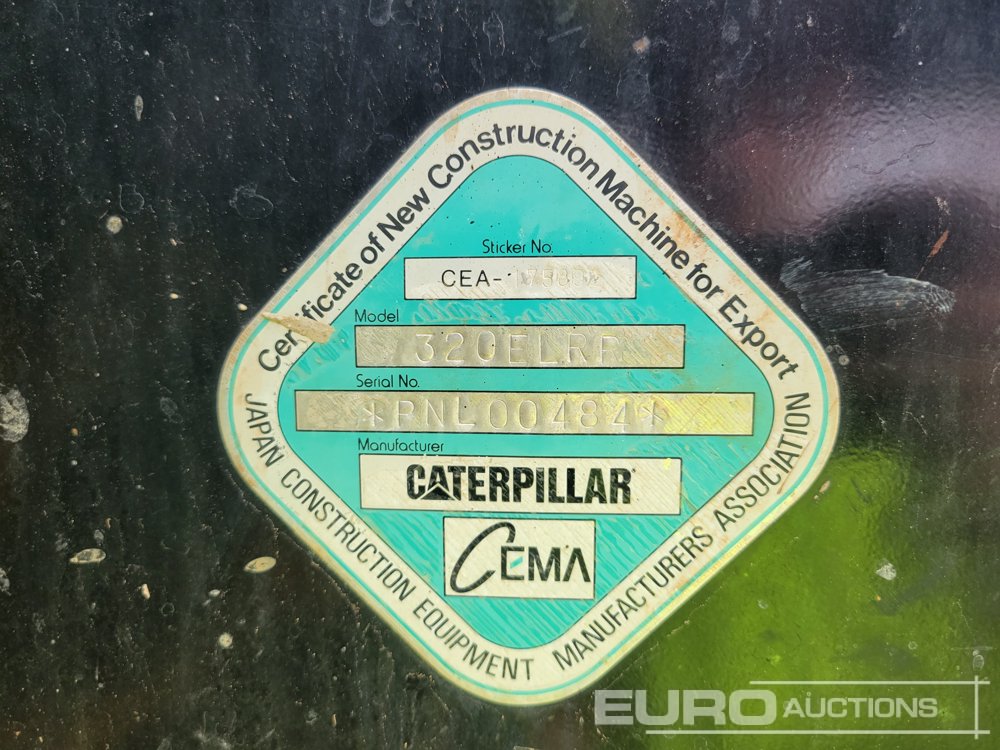 Certificate of New Construction Machine for Export
Sticker No.
CEA-
Model
320ELRR
Serial No.
*PNL00484*
Manufacturer
CATERPILLAR
CEMA
JAPAN CONSTRUCTION EQUIPMENT MANUFACTURERS ASSOCIATION
EURO AUCTIONS